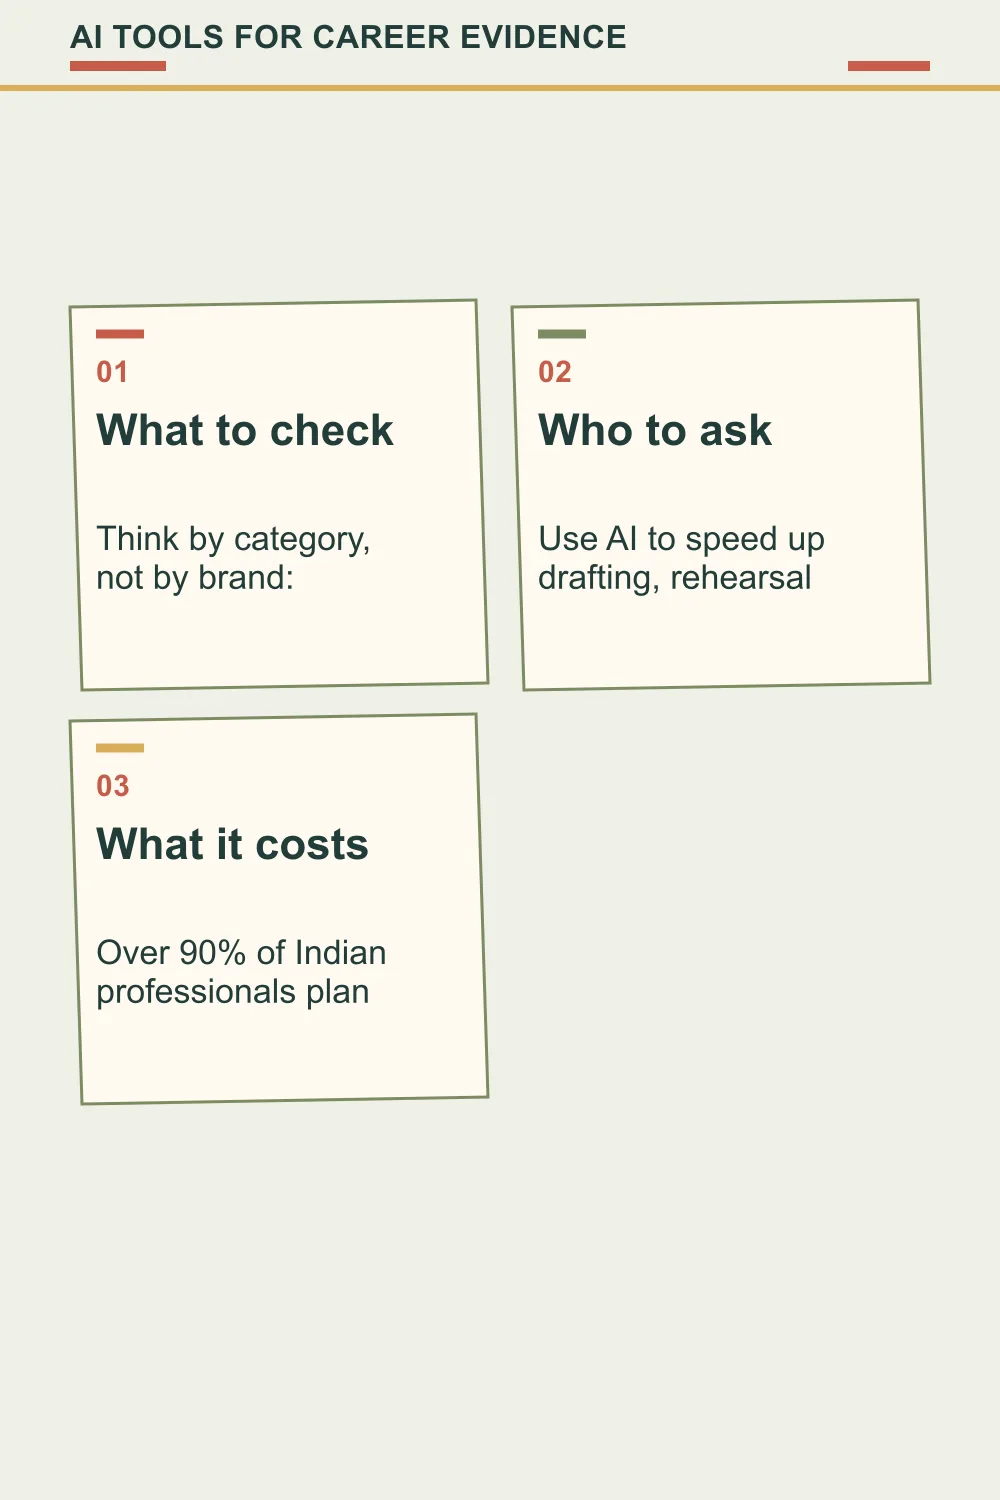 AI TOOLS FOR CAREER EVIDENCE
01
What to check
Think by category,
not by brand:
02
Who to ask
Use AI to speed up
drafting, rehearsal
03
What it costs
Over 90% of Indian
professionals plan